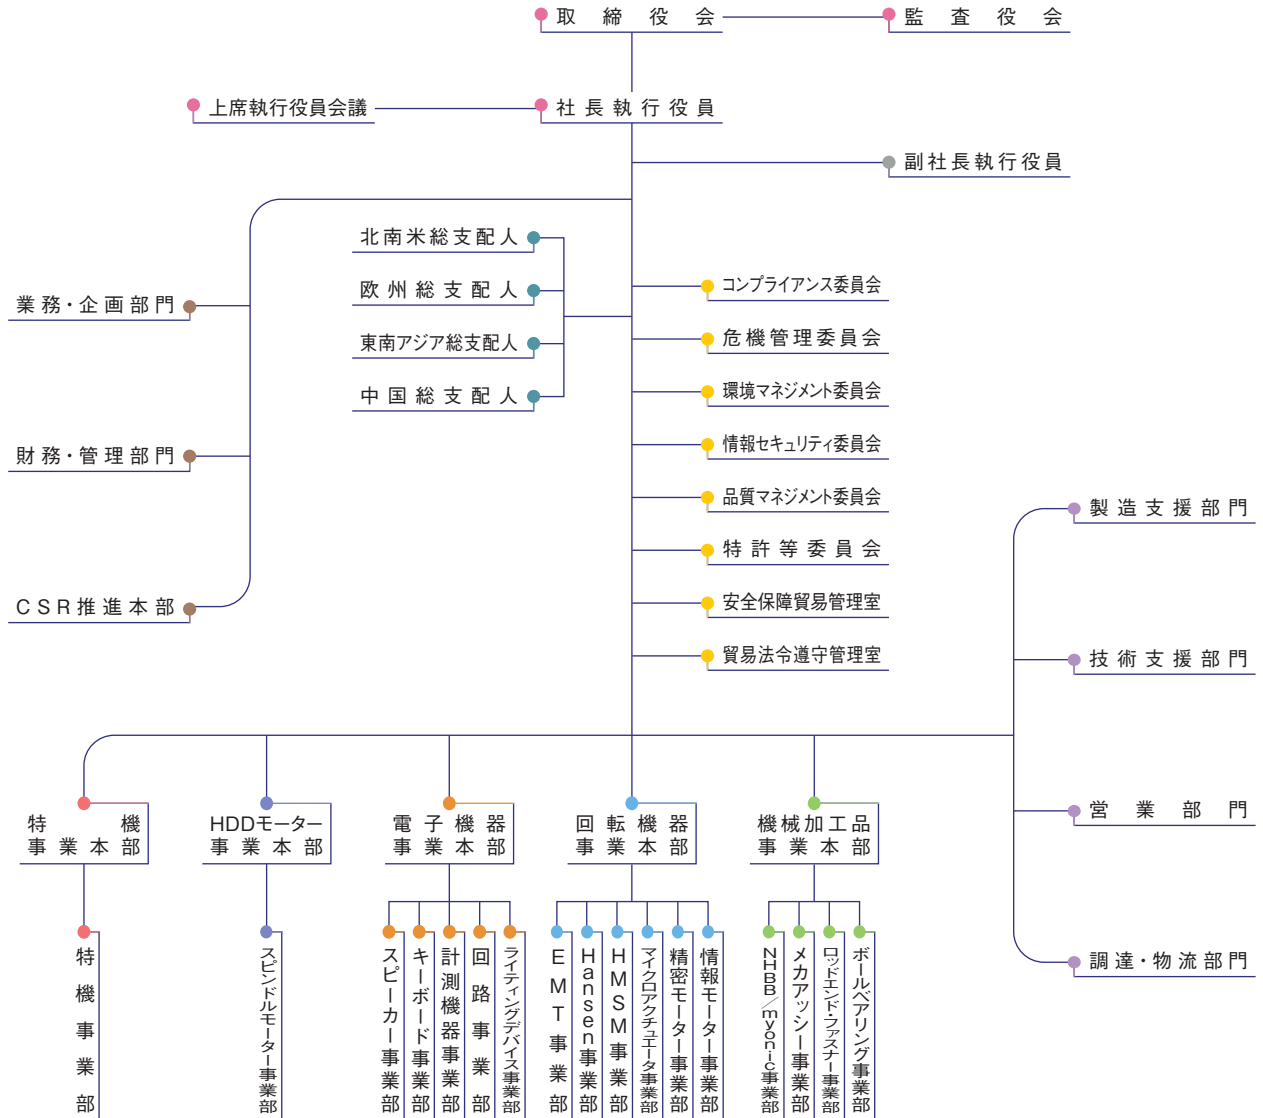 取締役会
監査役会
上席執行役員会議
社長執行役員
副社長執行役員
北南米総支配人
欧州総支配人
東南アジア総支配人
中国総支配人
業務・企画部門
財務・管理部門
CSR推進本部
コンプライアンス委員会
危機管理委員会
環境マネジメント委員会
情報セキュリティ委員会
品質マネジメント委員会
特許等委員会
安全保障貿易管理室
貿易法令遵守管理室
製造支援部門
技術支援部門
営業部門
調達・物流部門
特機
事業本部
HDDモーター
事業本部
電子機器
事業本部
回転機器
事業本部
機械加工品
事業本部
特機事業部
スピンドルモーター事業部
スピーカー事業部
キーボード事業部
計測機器事業部
回路事業部
ライティングデバイス事業部
EMT事業部
Hansen事業部
HMSM事業部
マイクロアクチュエータ事業部
精密モーター事業部
情報モーター事業部
NHBB/myonic事業部
メカアッシー事業部
ロッドエンド・ファスナー事業部
ボールベアリング事業部